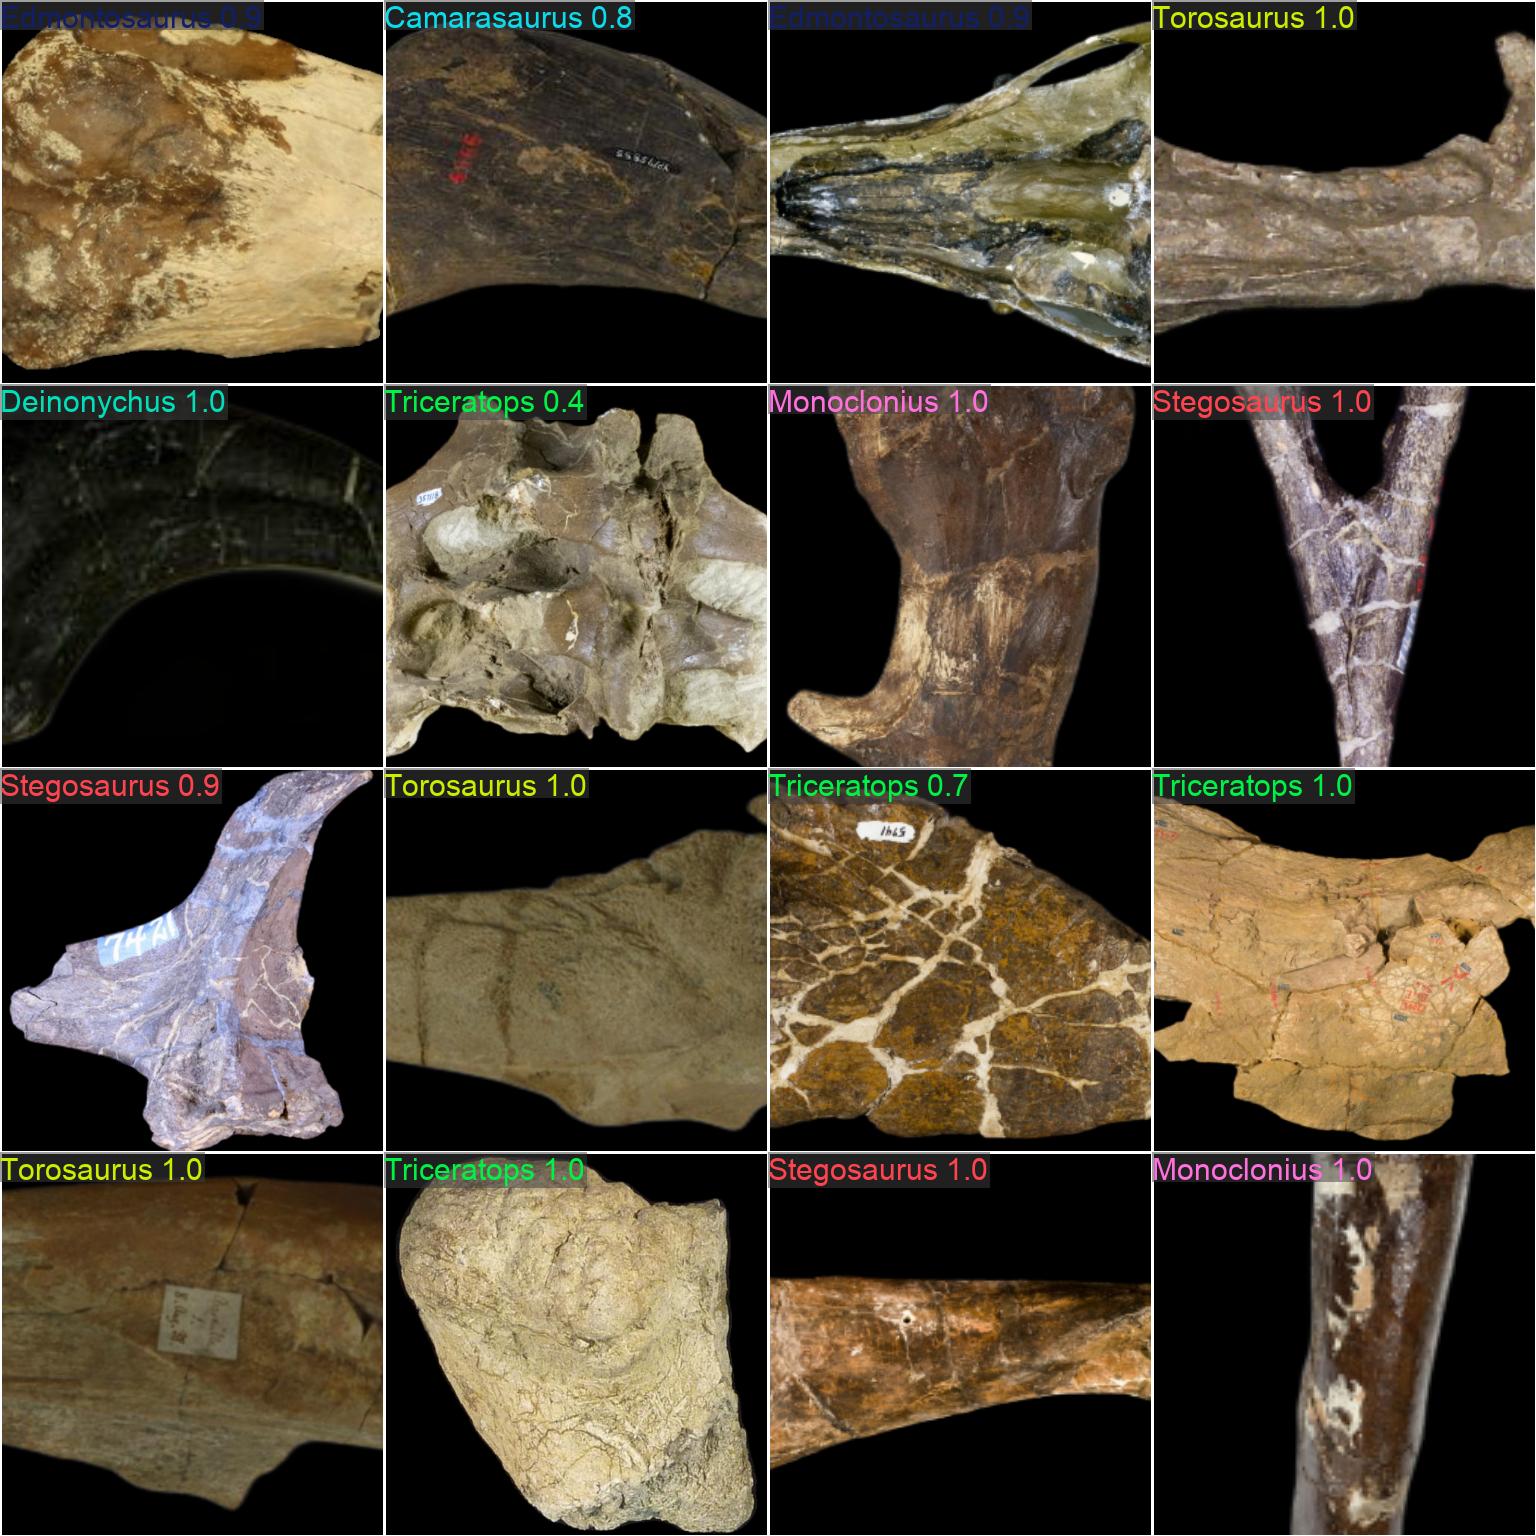 Edmontosaurus 0.9
Camarasaurus 0.8
Edmontosaurus 0.9
Torosaurus 1.0
Deinonychus 1.0
Triceratops 0.4
Monoclonius 1.0
Stegosaurus 1.0
Stegosaurus 0.9
7421
Torosaurus 1.0
Triceratops 0.7
5741
Triceratops 1.0
Torosaurus 1.0
Triceratops 1.0
Stegosaurus 1.0
Monoclonius 1.0